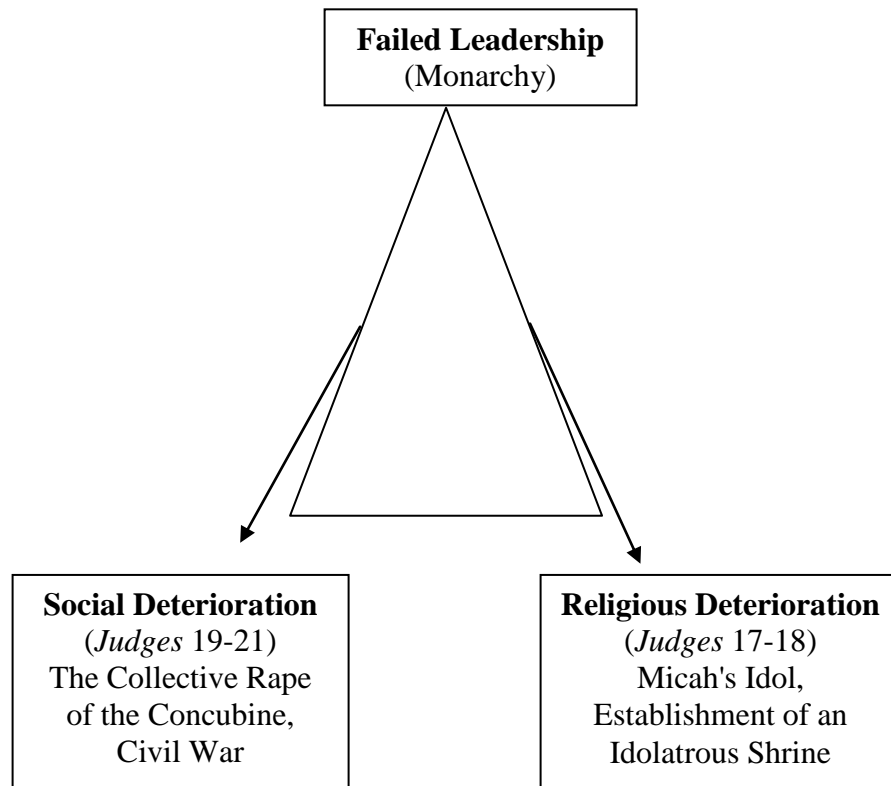 Failed Leadership
(Monarchy)
Social Deterioration
(Judges 19-21)
The Collective Rape
of the Concubine,
Civil War
Religious Deterioration
(Judges 17-18)
Micah's Idol,
Establishment of an
Idolatrous Shrine